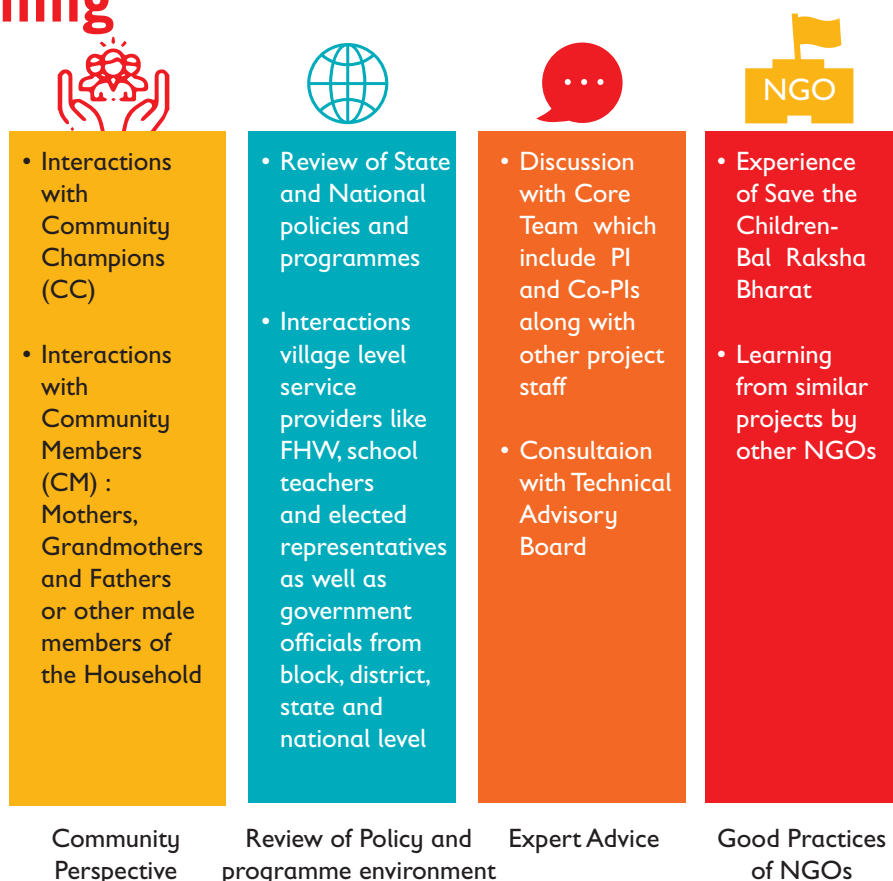 NGO
• Interactions
with
Community
Champions
(CC)
• Interactions
with
Community
Members
(CM) :
Mothers,
Grandmothers
and Fathers
or other male
members of
the Household
• Review of State
and National
policies and
programmes
• Interactions
village level
service
providers like
FHW, school
teachers
and elected
representatives
as well as
government
officials from
block, district,
state and
national level
• Discussion
with Core
Team which
include PI
and Co-PIs
along with
other project
staff
• Consultaion
with Technical
Advisory
Board
• Experience
of Save the
Children-
Bal Raksha
Bharat
• Learning
from similar
projects by
other NGOs
Community
Perspective
Review of Policy and
programme environment
Expert Advice
Good Practices
of NGOs